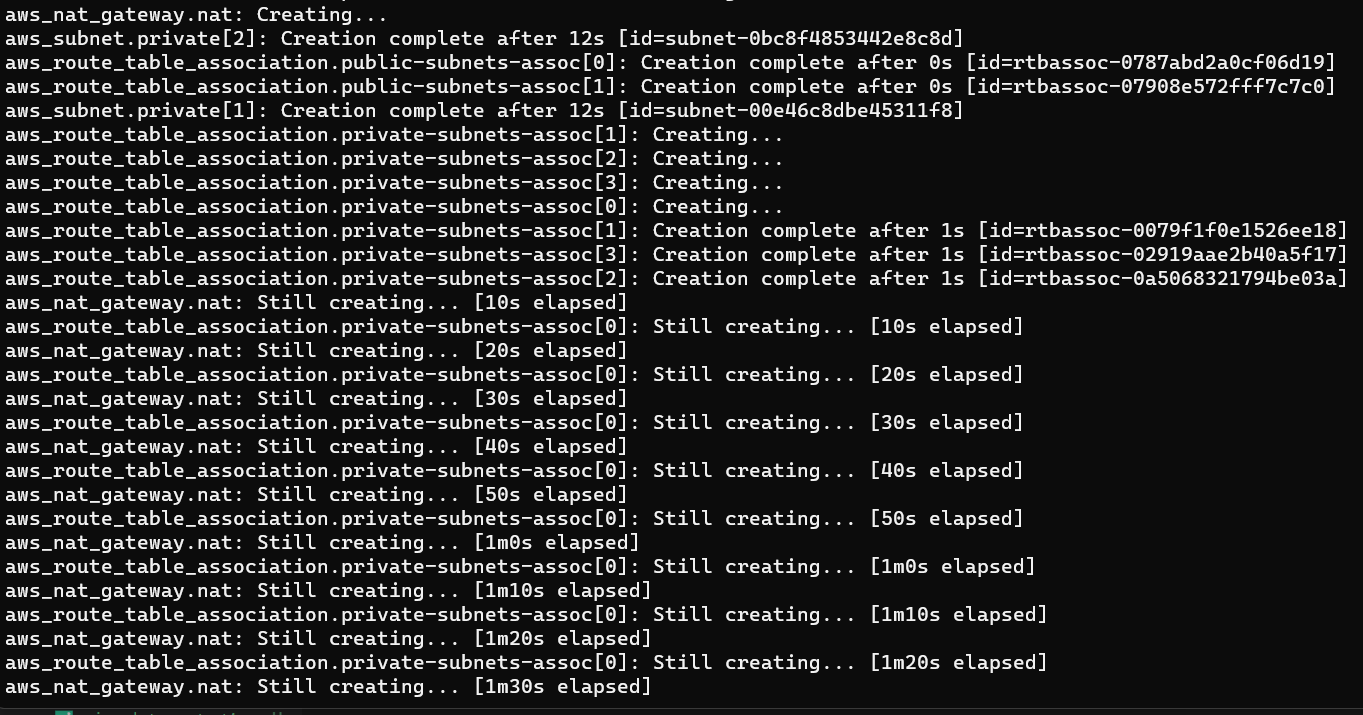 aws_nat_gateway.nat: Creating...
aws_subnet.private[2]: Creation complete after 12s [id=subnet-0bc8f4853442e8c8d]
aws_route_table_association.public-subnets-assoc[0]: Creation complete after 0s [id=rtbassoc-0787abd2a0cf06d19]
aws_route_table_association.public-subnets-assoc[1]: Creation complete after 0s [id=rtbassoc-07908e572fff7c7c0]
aws_subnet.private[1]: Creation complete after 12s [id=subnet-00e46c8dbe45311f8]
aws_route_table_association.private-subnets-assoc[1]: Creating...
aws_route_table_association.private-subnets-assoc[2]: Creating...
aws_route_table_association.private-subnets-assoc[3]: Creating...
aws_route_table_association.private-subnets-assoc[0]: Creating...
aws_route_table_association.private-subnets-assoc[1]: Creation complete after 1s [id=rtbassoc-0079f1f0e1526ee18]
aws_route_table_association.private-subnets-assoc[3]: Creation complete after 1s [id=rtbassoc-02919aae2b40a5f17]
aws_route_table_association.private-subnets-assoc[2]: Creation complete after 1s [id=rtbassoc-0a5068321794be03a]
aws_nat_gateway.nat: Still creating... [10s elapsed]
aws_route_table_association.private-subnets-assoc[0]: Still creating... [10s elapsed]
aws_nat_gateway.nat: Still creating... [20s elapsed]
aws_route_table_association.private-subnets-assoc[0]: Still creating... [20s elapsed]
aws_nat_gateway.nat: Still creating... [30s elapsed]
aws_route_table_association.private-subnets-assoc[0]: Still creating... [30s elapsed]
aws_nat_gateway.nat: Still creating... [40s elapsed]
aws_route_table_association.private-subnets-assoc[0]: Still creating... [40s elapsed]
aws_nat_gateway.nat: Still creating... [50s elapsed]
aws_route_table_association.private-subnets-assoc[0]: Still creating... [50s elapsed]
aws_nat_gateway.nat: Still creating... [1m0s elapsed]
aws_route_table_association.private-subnets-assoc[0]: Still creating... [1m0s elapsed]
aws_nat_gateway.nat: Still creating... [1m10s elapsed]
aws_route_table_association.private-subnets-assoc[0]: Still creating... [1m10s elapsed]
aws_nat_gateway.nat: Still creating... [1m20s elapsed]
aws_route_table_association.private-subnets-assoc[0]: Still creating... [1m20s elapsed]
aws_nat_gateway.nat: Still creating... [1m30s elapsed]